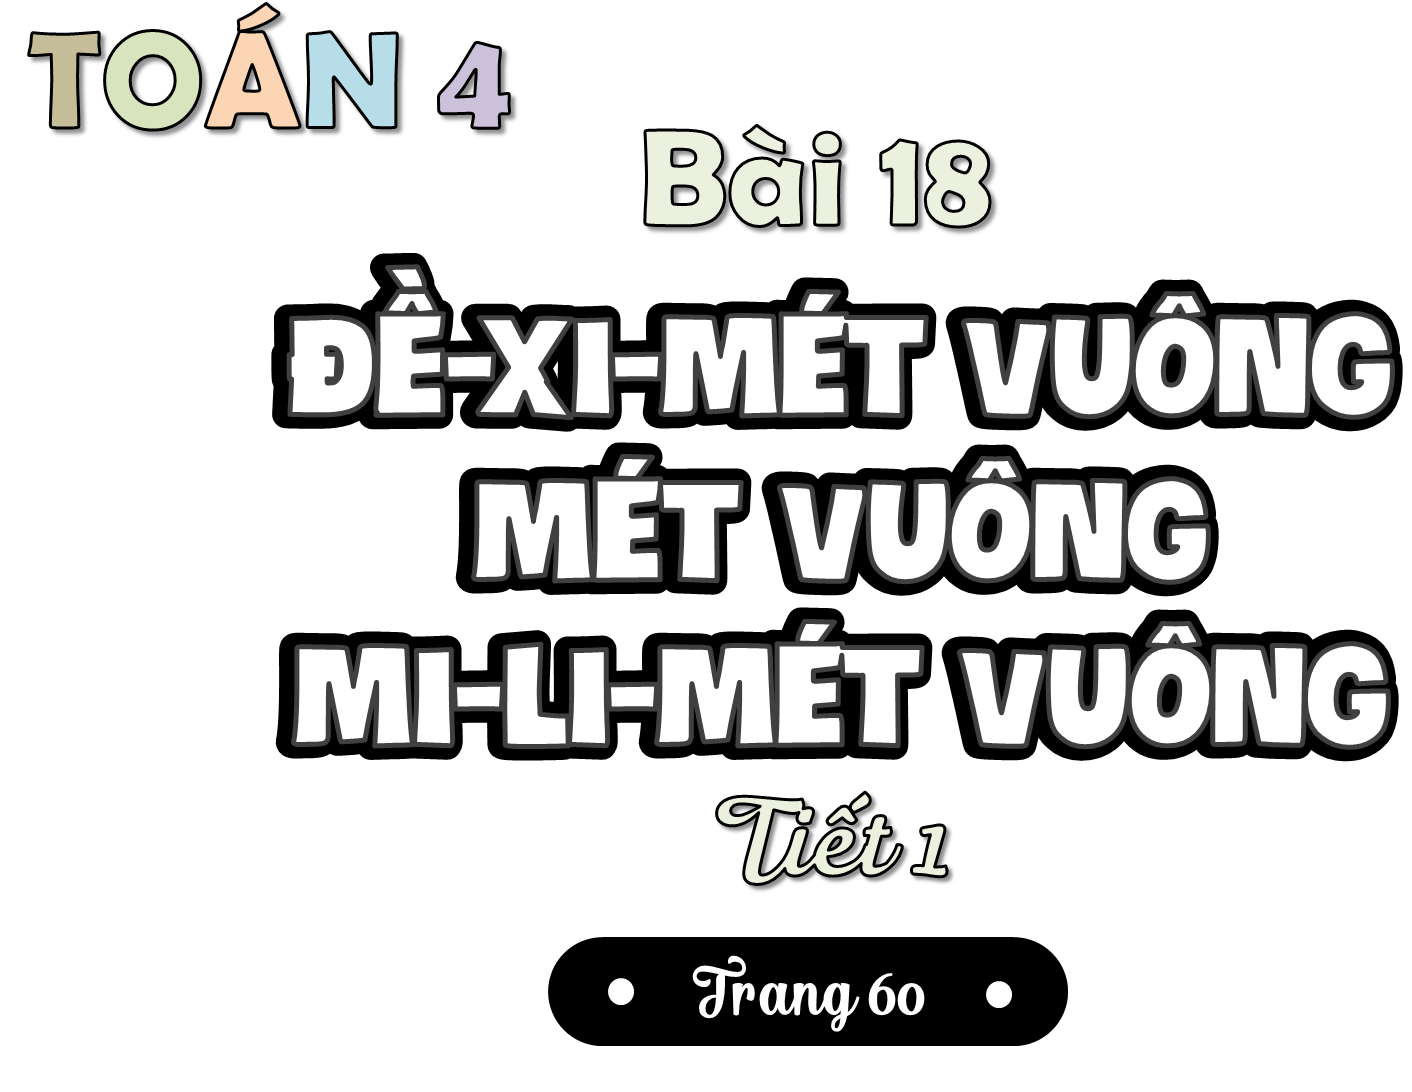 TOÁN 4
Bài 18
ĐỀ-XI-MÉT VUÔNG
MÉT VUÔNG
MI-LI-MÉT VUÔNG
Tiết 1
Trang 60